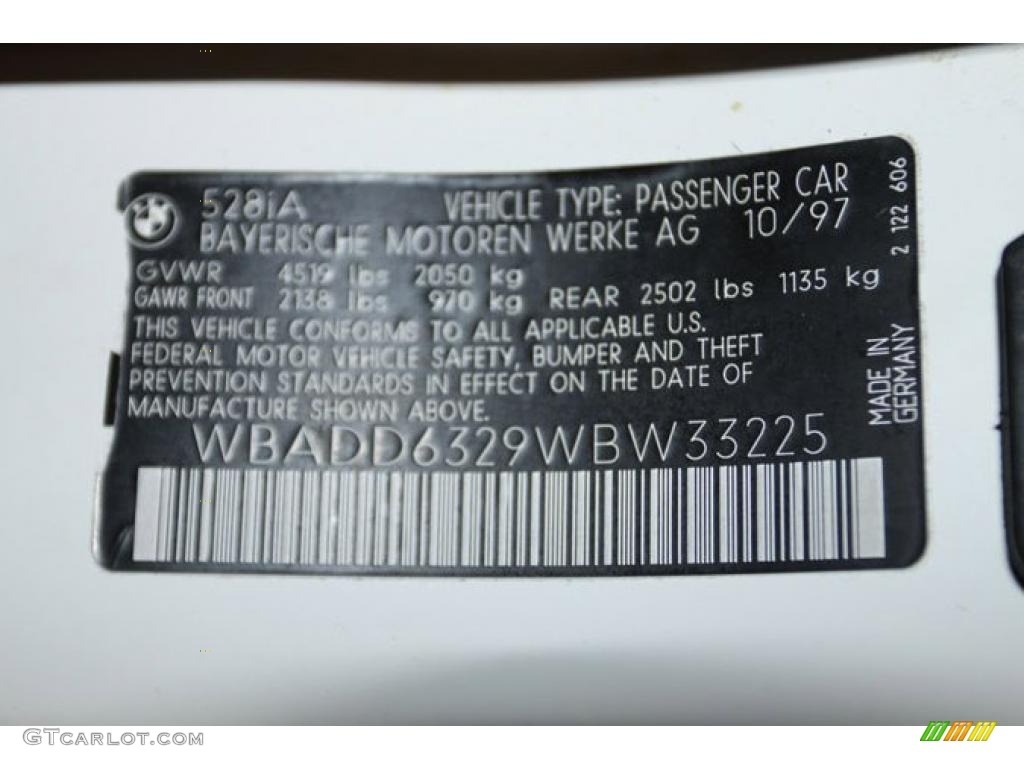 528iA VEHICLE TYPE: PASSENGER CAR
BAYERISCHE MOTOREN WERKE AG 10/97
GVWR 4519 lbs 2050 kg
GAWR FRONT 2138 lbs 970 kg REAR 2502 lbs 1135 kg
THIS VEHICLE CONFORMS TO ALL APPLICABLE U.S.
FEDERAL MOTOR VEHICLE SAFETY, BUMPER AND THEFT
PREVENTION STANDARDS IN EFFECT ON THE DATE OF
MANUFACTURE SHOWN ABOVE.
WBADD6329WBW33225
2 122 606
MADE IN
GERMANY
GTCARLOT.COM